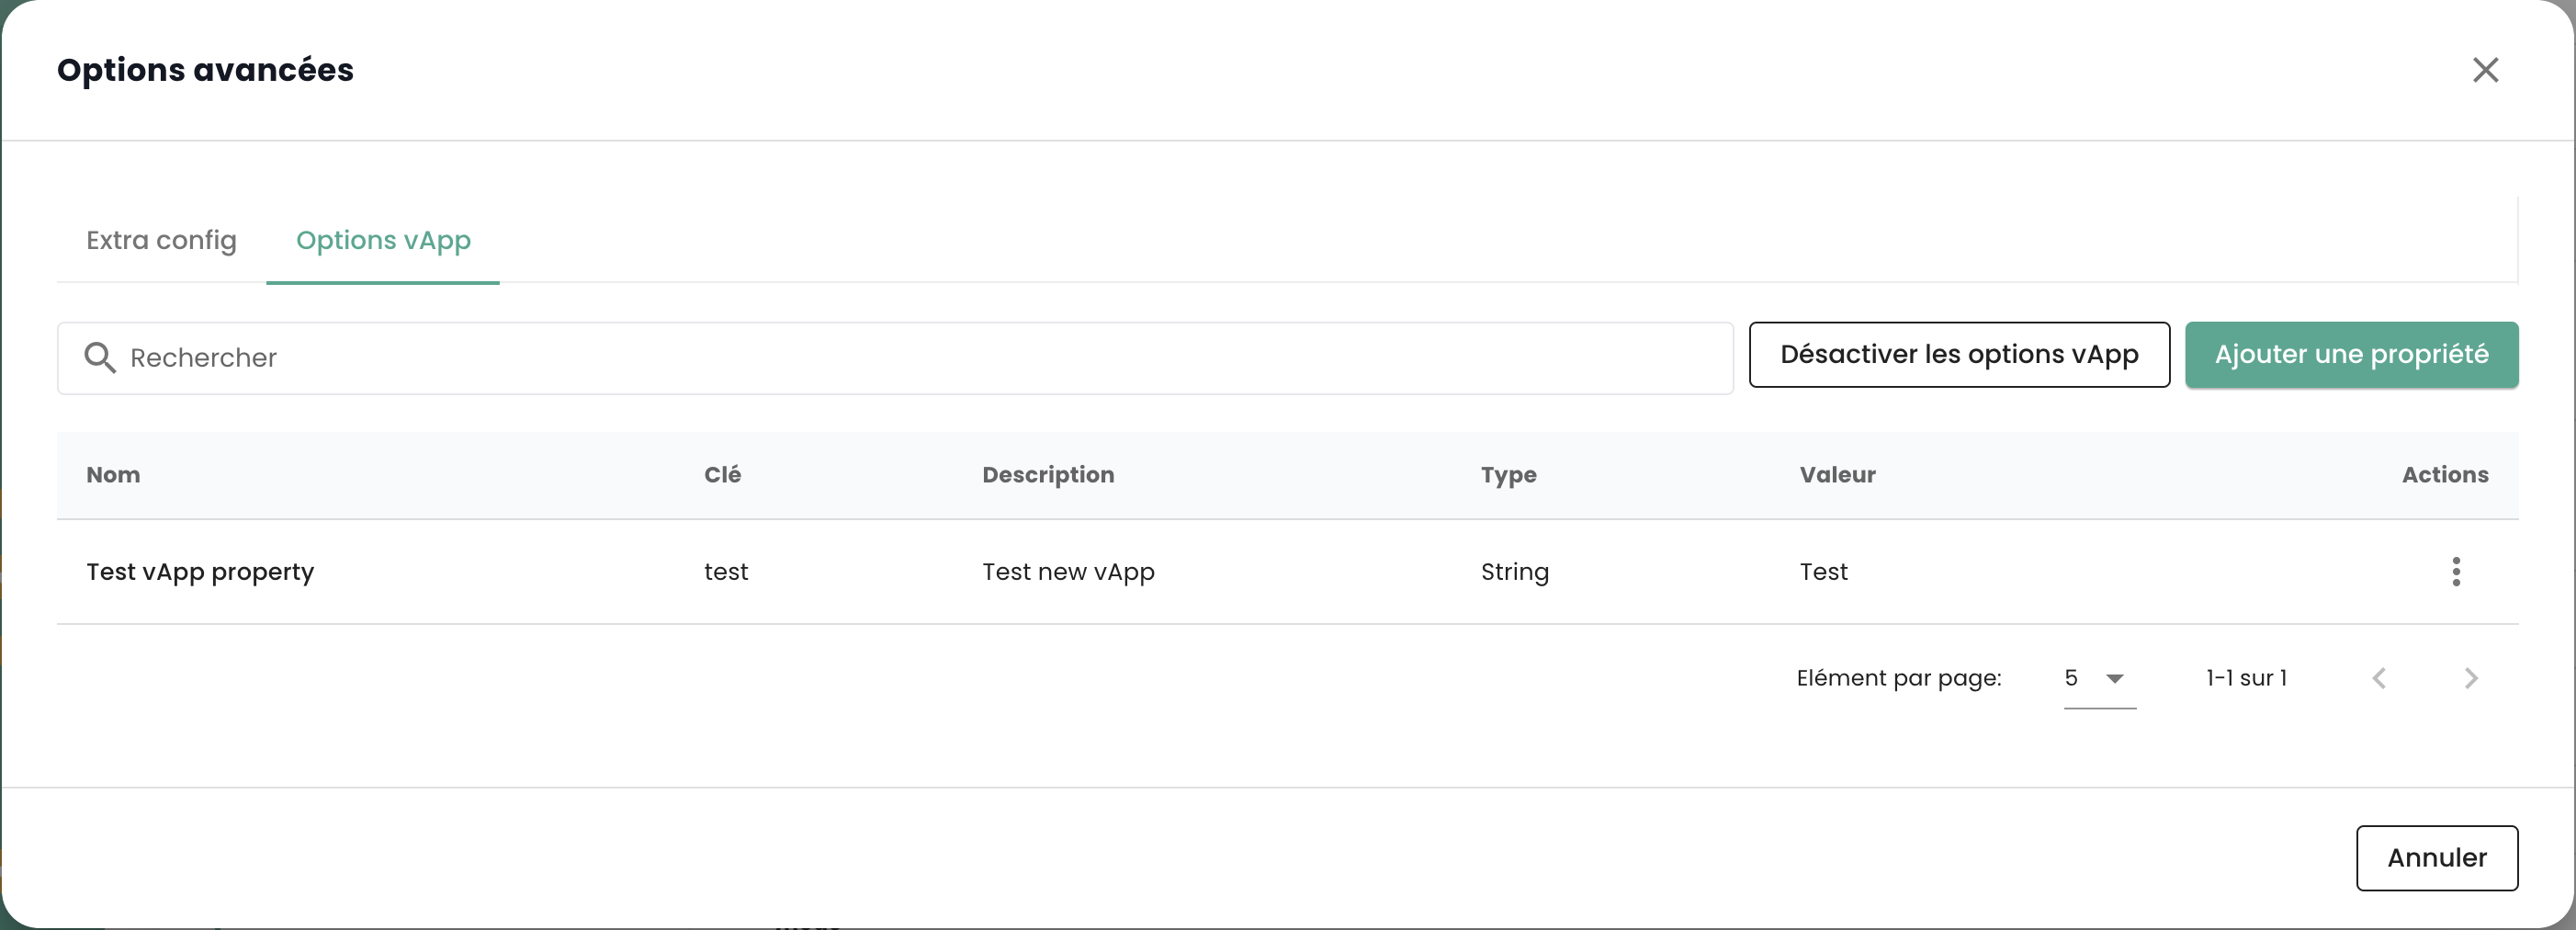 Options avancées
Extra config Options vApp
Rechercher Désactiver les options vApp Ajouter une propriété
Nom Clé Description Type Valeur Actions
Test vApp property test Test new vApp String Test
Elément par page: 5 1-1 sur 1
Annuler